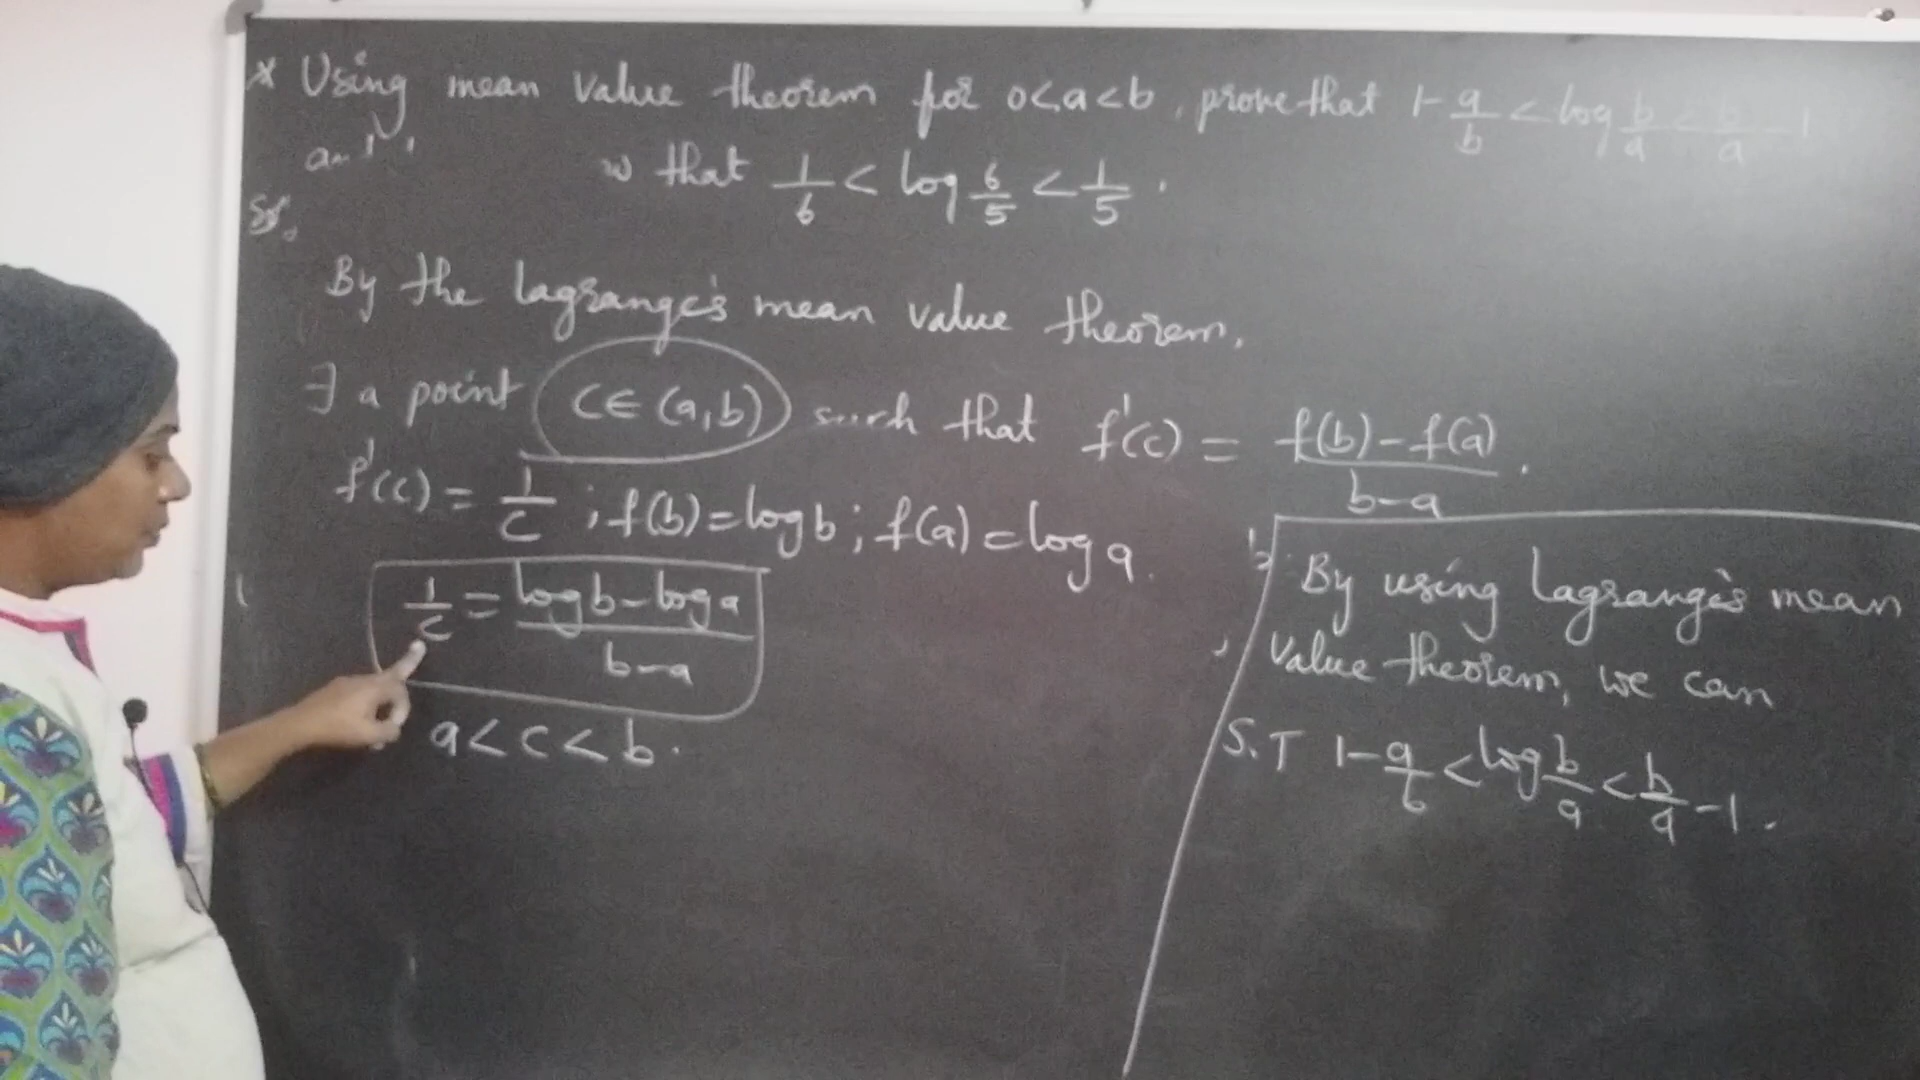 * Using mean value theorem for 0<a<b, prove that 1-a/b < log b/a < b/a -1
that 1/6 < log 6/5 < 1/5.
By the lagrange's mean value theorem,
∃ a point c∈(a,b) such that f'(c) = f(b)-f(a)/b-a.
f'(c) = 1/c ; f(b)=log b ; f(a)=log a.
1/c = log b - log a/b-a
a<c<b.
By using Lagrange's mean
Value theorem, we can
S.T 1-a/b < log b/a < b/a -1.